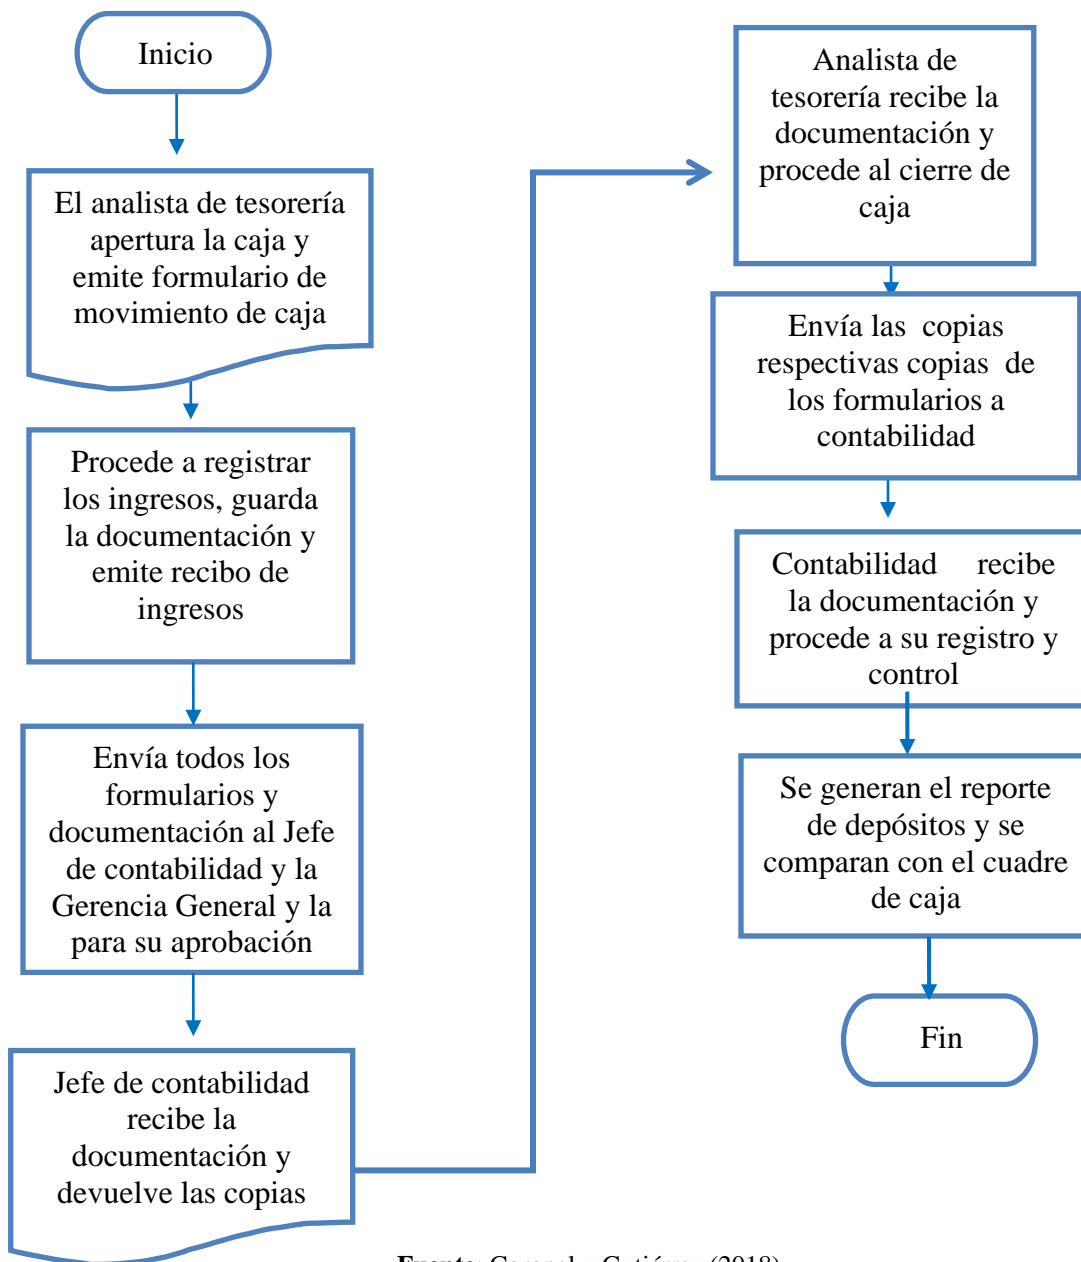 Inicio
El analista de tesorería
apertura la caja y
emite formulario de
movimiento de caja
Procede a registrar
los ingresos, guarda
la documentación y
emite recibo de
ingresos
Envía todos los
formularios y
documentación al Jefe
de contabilidad y la
Gerencia General y la
para su aprobación
Jefe de contabilidad
recibe la
documentación y
devuelve las copias
Analista de
tesorería recibe la
documentación y
procede al cierre de
caja
Envía las copias
respectivas copias de
los formularios a
contabilidad
Contabilidad recibe
la documentación y
procede a su registro y
control
Se generan el reporte
de depósitos y se
comparan con el cuadre
de caja
Fin
(2018)